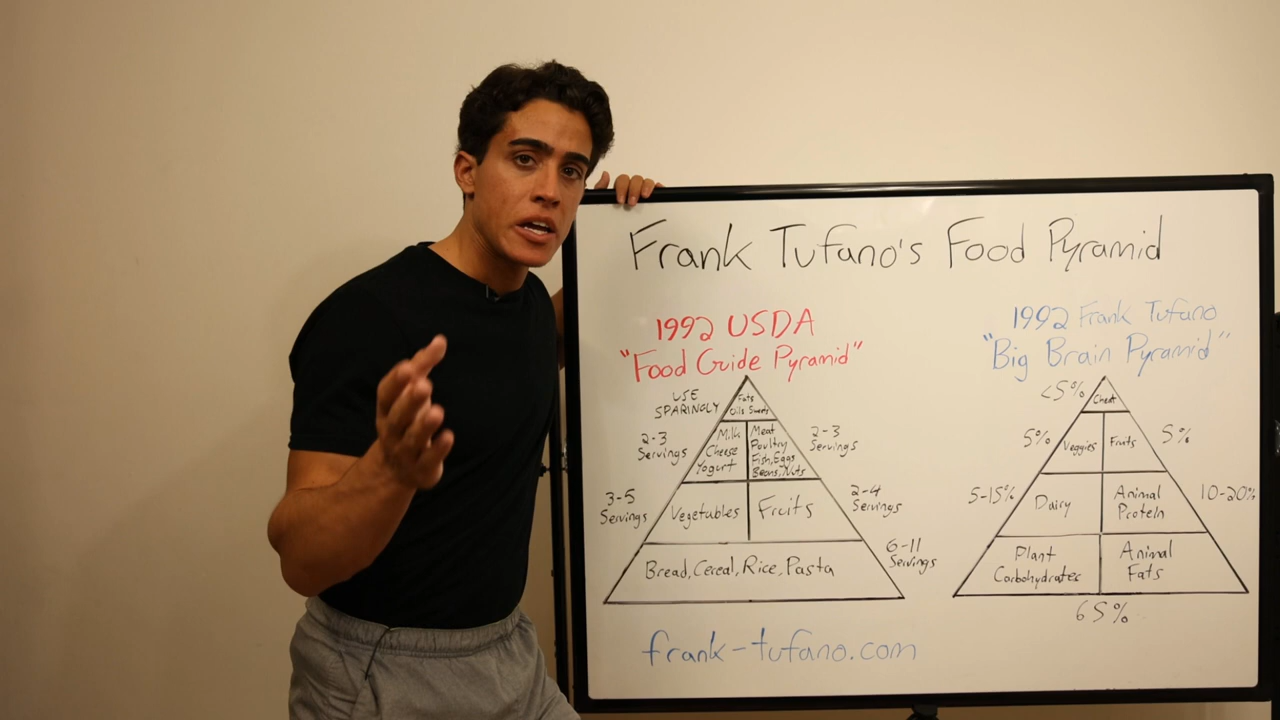 Frank Tufano's Food Pyramid
1992 USDA
"Food Guide Pyramid"
USE
SPARINGLY
Fats
Oils Sweets
2-3
Servings
Milk
Cheese
Yogurt
Meat
Poultry
Fish, Eggs
Beans, Nuts
2-3
Servings
3-5
Servings
Vegetables
Fruits
2-4
Servings
Bread, Cereal, Rice, Pasta
6-11
Servings
1992 Frank Tufano
"Big Brain Pyramid"
<5%
Cheat
5%
Veggies
Fruits
5%
5-15%
Dairy
Animal
Protein
10-20%
Plant
Carbohydrates
Animal
Fats
65%
frank-tufano.com